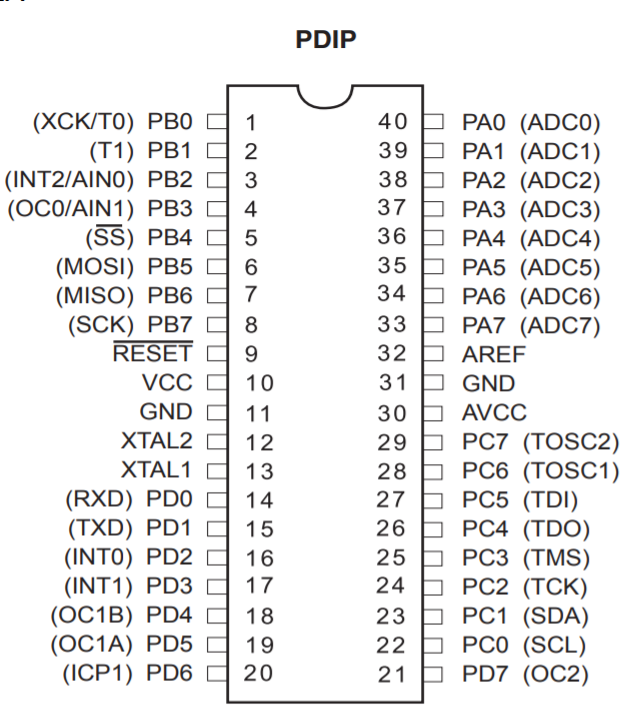 PDIP
(XCK/T0) PB0 1 40 PA0 (ADC0)
(T1) PB1 2 39 PA1 (ADC1)
(INT2/AIN0) PB2 3 38 PA2 (ADC2)
(OC0/AIN1) PB3 4 37 PA3 (ADC3)
(SS) PB4 5 36 PA4 (ADC4)
(MOSI) PB5 6 35 PA5 (ADC5)
(MISO) PB6 7 34 PA6 (ADC6)
(SCK) PB7 8 33 PA7 (ADC7)
RESET 9 32 AREF
VCC 10 31 GND
GND 11 30 AVCC
XTAL2 12 29 PC7 (TOSC2)
XTAL1 13 28 PC6 (TOSC1)
(RXD) PD0 14 27 PC5 (TDI)
(TXD) PD1 15 26 PC4 (TDO)
(INT0) PD2 16 25 PC3 (TMS)
(INT1) PD3 17 24 PC2 (TCK)
(OC1B) PD4 18 23 PC1 (SDA)
(OC1A) PD5 19 22 PC0 (SCL)
(ICP1) PD6 20 21 PD7 (OC2)